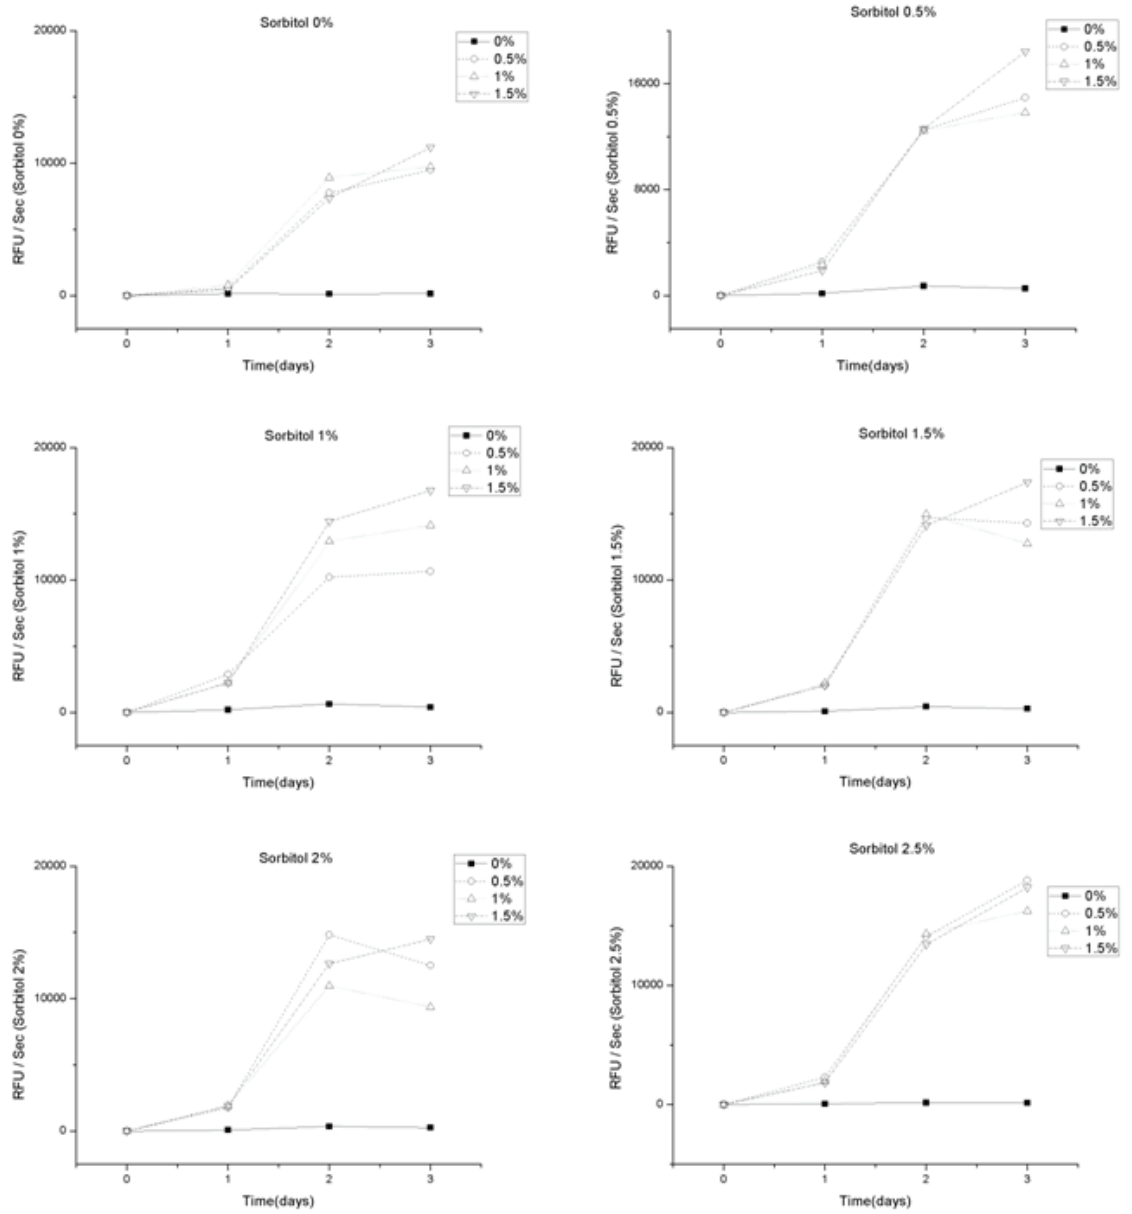 Sorbitol 0%
0%
0.5%
1%
1.5%
20000
10000
0
RFU / Sec (Sorbitol 0%)
0 1 2 3
Time(days)
Sorbitol 0.5%
0%
0.5%
1%
1.5%
16000
8000
0
RFU / Sec (Sorbitol 0.5%)
0 1 2 3
Time(days)
Sorbitol 1%
0%
0.5%
1%
1.5%
20000
10000
0
RFU / Sec (Sorbitol 1%)
0 1 2 3
Time(days)
Sorbitol 1.5%
0%
0.5%
1%
1.5%
20000
10000
0
RFU / Sec (Sorbitol 1.5%)
0 1 2 3
Time(days)
Sorbitol 2%
0%
0.5%
1%
1.5%
20000
10000
0
RFU / Sec (Sorbitol 2%)
0 1 2 3
Time(days)
Sorbitol 2.5%
0%
0.5%
1%
1.5%
20000
10000
0
RFU / Sec (Sorbitol 2.5%)
0 1 2 3
Time(days)